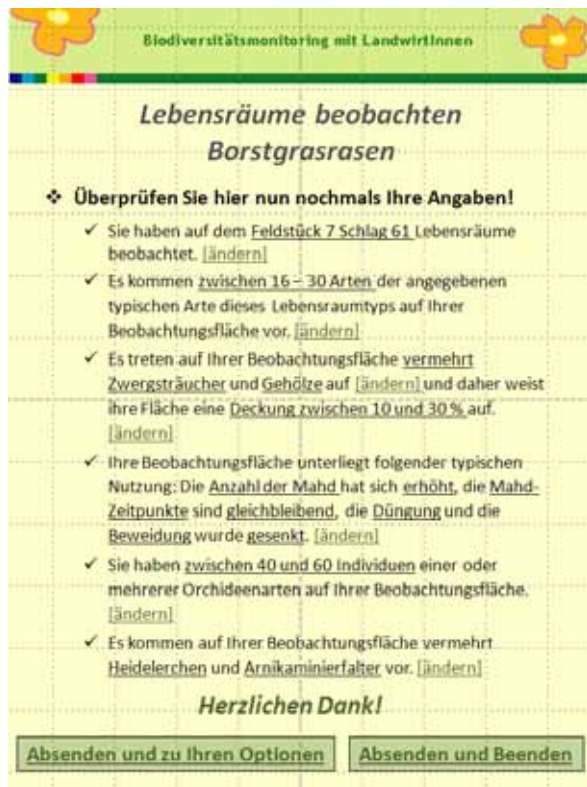 Biodiversitätsmonitoring mit LandwirtInnen
Lebensräume beobachten
Borstgrasrasen
❖ Überprüfen Sie hier nun nochmals Ihre Angaben!
✓ Sie haben auf dem Feldstück 7 Schlag 61 Lebensräume
beobachtet. [ändern]
✓ Es kommen zwischen 16 – 30 Arten der angegebenen
typischen Arte dieses Lebensraumtyps auf Ihrer
Beobachtungsfläche vor. [ändern]
✓ Es treten auf Ihrer Beobachtungsfläche vermehrt
Zwergsträucher und Gehölze auf [ändern] und daher weist
ihre Fläche eine Deckung zwischen 10 und 30 % auf.
[ändern]
✓ Ihre Beobachtungsfläche unterliegt folgender typischen
Nutzung: Die Anzahl der Mahd hat sich erhöht, die Mahd-
Zeitpunkte sind gleichbleibend, die Düngung und die
Beweidung wurde gesenkt. [ändern]
✓ Sie haben zwischen 40 und 60 Individuen einer oder
mehrerer Orchideenarten auf Ihrer Beobachtungsfläche.
[ändern]
✓ Es kommen auf Ihrer Beobachtungsfläche vermehrt
Heidelerchen und Arnikaminierfalter vor. [ändern]
Herzlichen Dank!
Absenden und zu Ihren Optionen
Absenden und Beenden